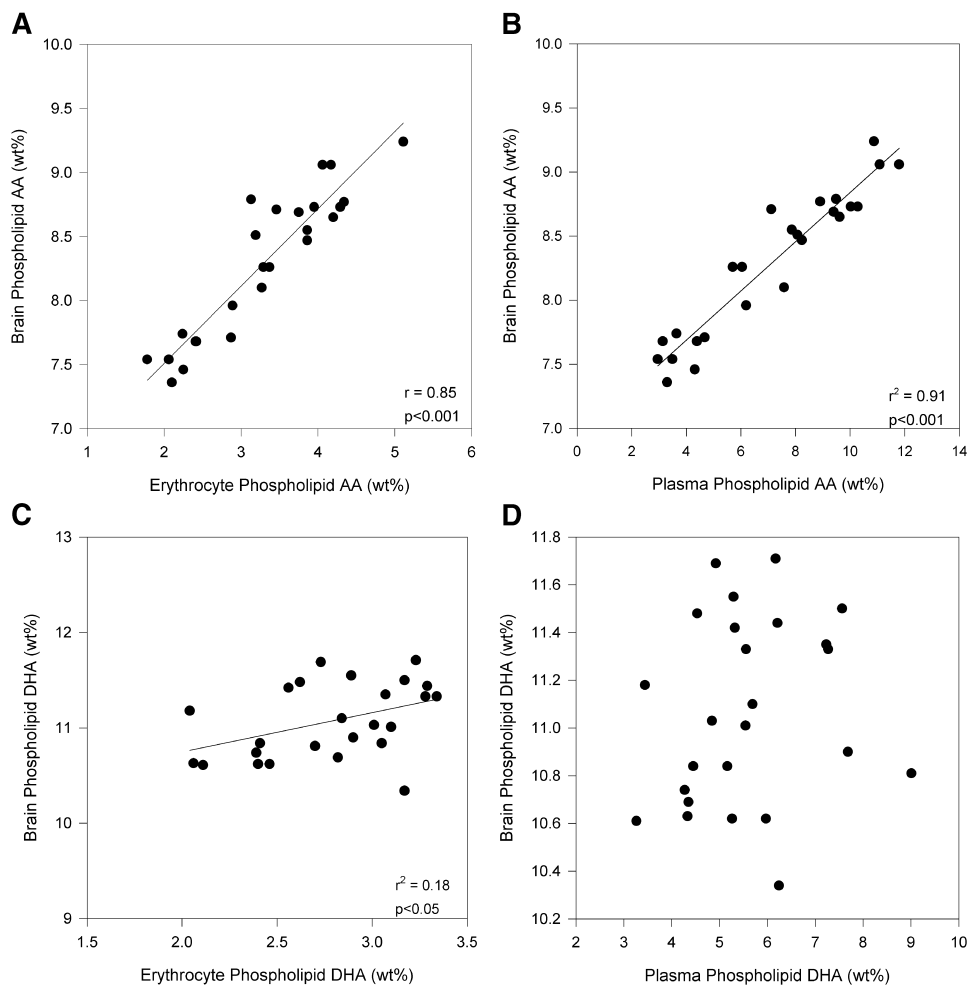 A
10.0
9.5
9.0
8.5
8.0
7.5
7.0
Brain Phospholipid AA (wt%)
r = 0.85
p<0.001
1 2 3 4 5 6
Erythrocyte Phospholipid AA (wt%)
B
10.0
9.5
9.0
8.5
8.0
7.5
7.0
Brain Phospholipid AA (wt%)
r² = 0.91
p<0.001
0 2 4 6 8 10 12 14
Plasma Phospholipid AA (wt%)
C
13
12
11
10
9
Brain Phospholipid DHA (wt%)
r² = 0.18
p<0.05
1.5 2.0 2.5 3.0 3.5
Erythrocyte Phospholipid DHA (wt%)
D
11.8
11.6
11.4
11.2
11.0
10.8
10.6
10.4
10.2
Brain Phospholipid DHA (wt%)
2 3 4 5 6 7 8 9 10
Plasma Phospholipid DHA (wt%)